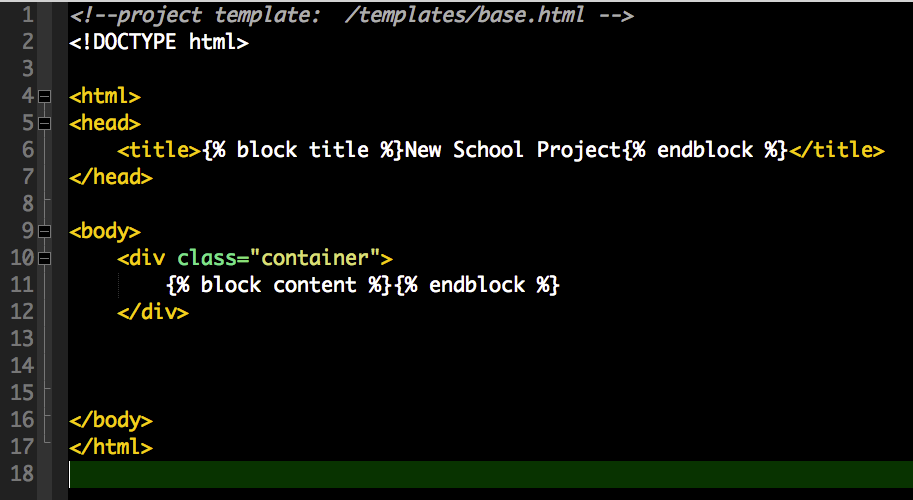 1 <!--project template:  /templates/base.html -->
2 <!DOCTYPE html>
3
4 <html>
5 <head>
6     <title>{% block title %}New School Project{% endblock %}</title>
7 </head>
8
9 <body>
10     <div class="container">
11         {% block content %}{% endblock %}
12     </div>
13
14
15
16 </body>
17 </html>
18